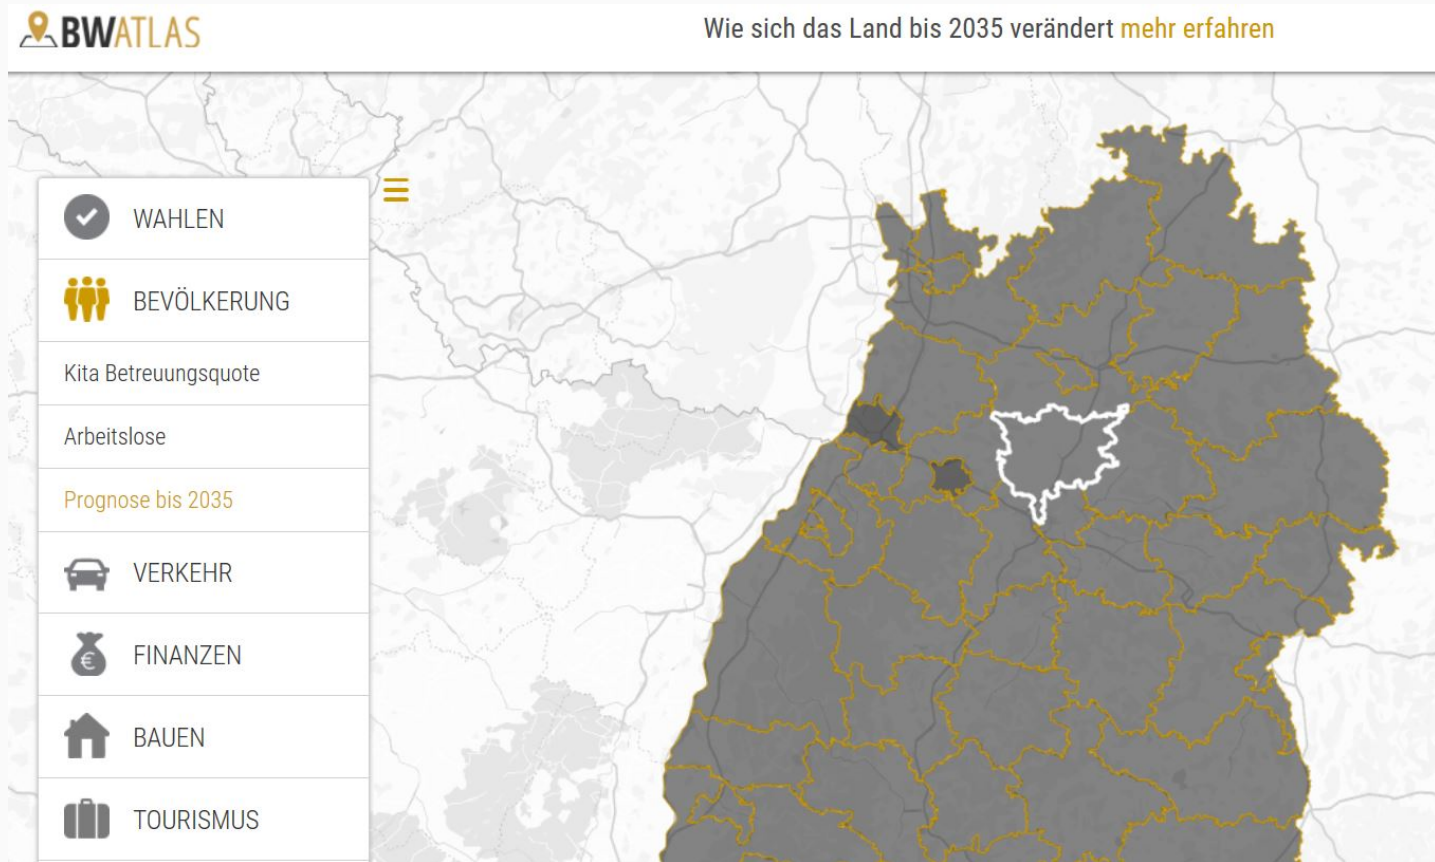 BWATLAS
Wie sich das Land bis 2035 verändert mehr erfahren
WAHLEN
BEVÖLKERUNG
Kita Betreuungsquote
Arbeitslose
Prognose bis 2035
VERKEHR
FINANZEN
BAUEN
TOURISMUS